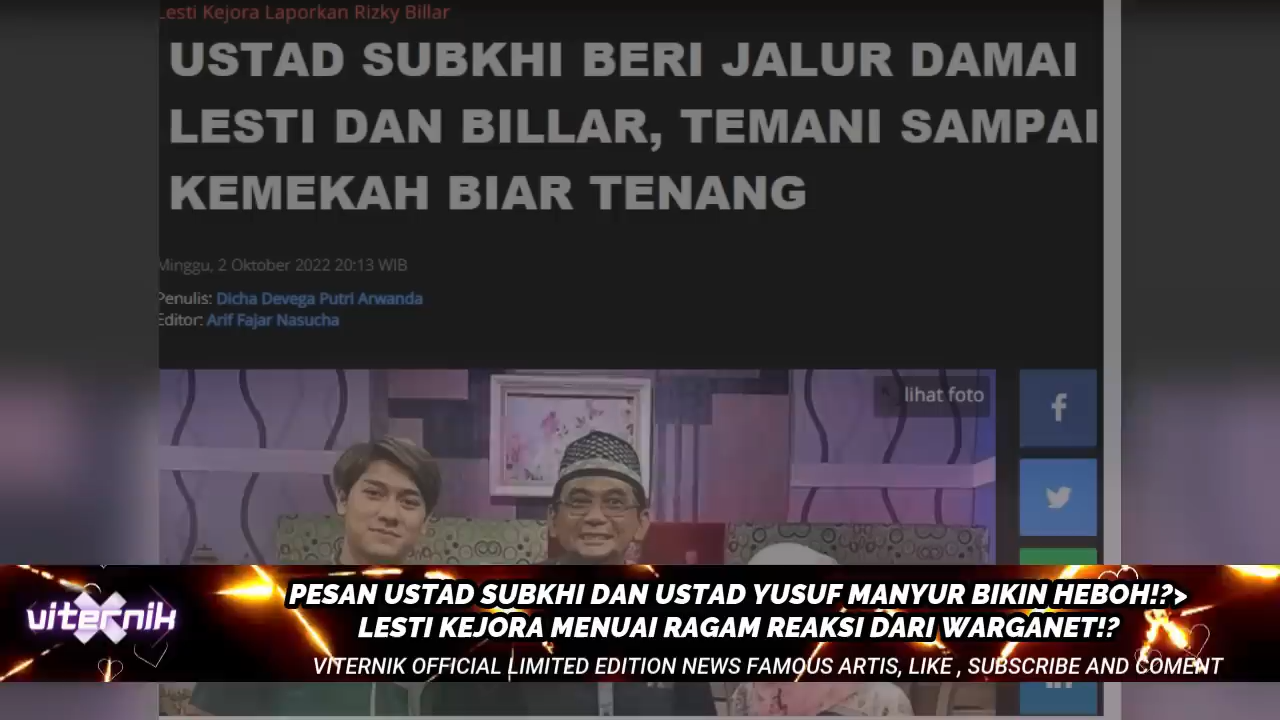 Lesti Kejora Laporkan Rizky Billar
USTAD SUBKHI BERI JALUR DAMAI
LESTI DAN BILLAR, TEMANI SAMPAI
KEMEKAH BIAR TENANG
Minggu, 2 Oktober 2022 20:13 WIB
Penulis: Dicha Devega Putri Arwanda
Editor: Arif Fajar Nasucha
lihat foto
viternik
PESAN USTAD SUBKHI DAN USTAD YUSUF MANYUR BIKIN HEBOH!!?>
LESTI KEJORA MENUAI RAGAM REAKSI DARI WARGANET!?
VITERNIK OFFICIAL LIMITED EDITION NEWS FAMOUS ARTIS, LIKE , SUBSCRIBE AND COMENT